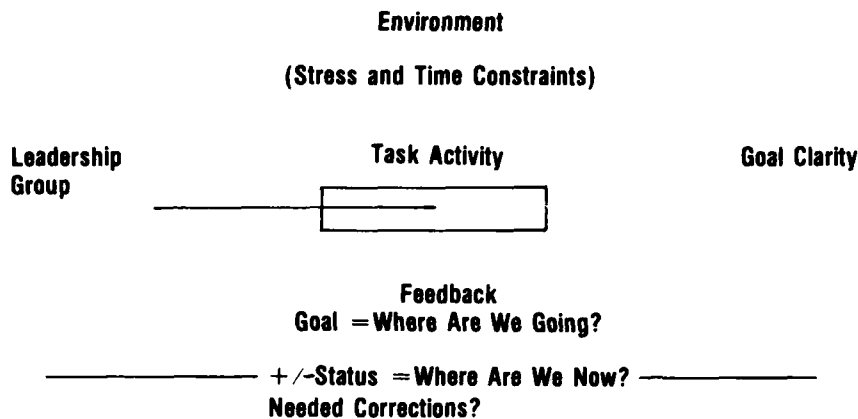 Environment
(Stress and Time Constraints)
Leadership Group
Task Activity
Goal Clarity
Feedback
Goal = Where Are We Going?
+/-Status = Where Are We Now?
Needed Corrections?